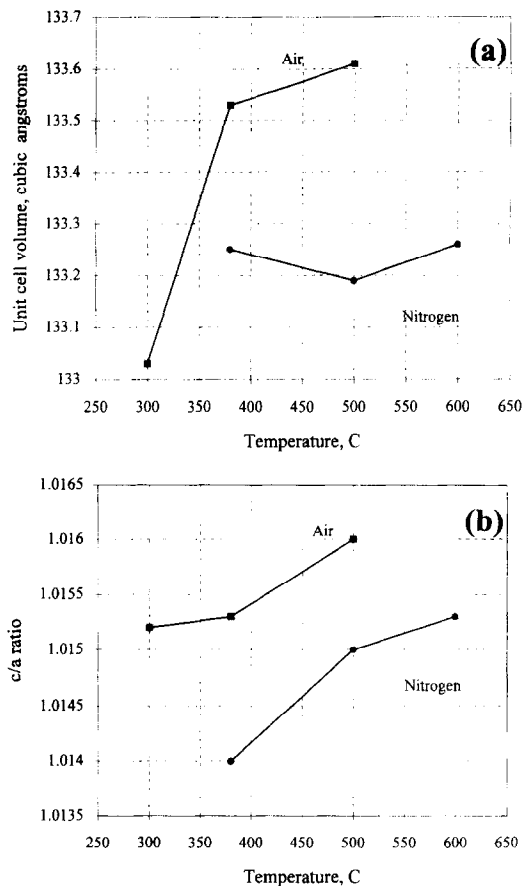 133.7
(a)
Air
133.6
133.5
133.4
133.3
133.2
Nitrogen
133.1
133
Unit cell volume, cubic angstroms
250 300 350 400 450 500 550 600 650
Temperature, C
1.0165
(b)
Air
1.016
1.0155
1.015
Nitrogen
1.0145
1.014
1.0135
c/a ratio
250 300 350 400 450 500 550 600 650
Temperature, C